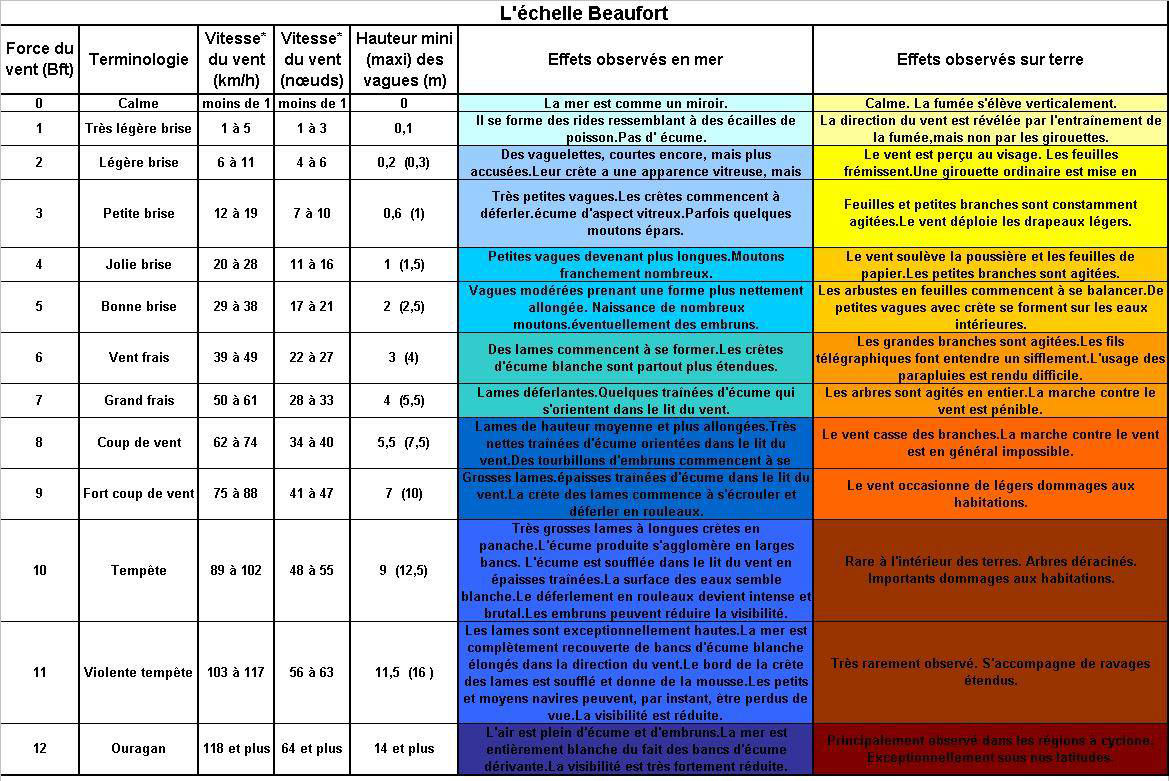 L'échelle Beaufort
Force du vent (Bft) Terminologie Vitesse* du vent (km/h) Vitesse* du vent (nœuds) Hauteur mini (maxi) des vagues (m) Effets observés en mer Effets observés sur terre
0 Calme moins de 1 moins de 1 0 La mer est comme un miroir. Calme. La fumée s'élève verticalement.
1 Très légère brise 1 à 5 1 à 3 0,1 Il se forme des rides ressemblant à des écailles de poisson.Pas d' écume. La direction du vent est révélée par l'entraînement de la fumée,mais non par les girouettes.
2 Légère brise 6 à 11 4 à 6 0,2 (0,3) Des vaguelettes, courtes encore, mais plus accusées.Leur crête a une apparence vitreuse, mais Le vent est perçu au visage. Les feuilles frémissent.Une girouette ordinaire est mise en
3 Petite brise 12 à 19 7 à 10 0,6 (1) Très petites vagues.Les crêtes commencent à déferler.écume d'aspect vitreux.Parfois quelques moutons épars. Feuilles et petites branches sont constamment agitées.Le vent déploie les drapeaux légers.
4 Jolie brise 20 à 28 11 à 16 1 (1,5) Petites vagues devenant plus longues.Moutons franchement nombreux. Le vent soulève la poussière et les feuilles de papier.Les petites branches sont agitées.
5 Bonne brise 29 à 38 17 à 21 2 (2,5) Vagues modérées prenant une forme plus nettement allongée. Naissance de nombreux moutons.éventuellement des embruns. Les arbustes en feuilles commencent à se balancer.De petites vagues avec crête se forment sur les eaux intérieures.
6 Vent frais 39 à 49 22 à 27 3 (4) Des lames commencent à se former.Les crêtes d'écume blanche sont partout plus étendues. Les grandes branches sont agitées.Les fils télégraphiques font entendre un sifflement.L'usage des parapluies est rendu difficile.
7 Grand frais 50 à 61 28 à 33 4 (5,5) Lames déferlantes.Quelques traînées d'écume qui s'orientent dans le lit du vent. Les arbres sont agités en entier.La marche contre le vent est pénible.
8 Coup de vent 62 à 74 34 à 40 5,5 (7,5) Lames de hauteur moyenne et plus allongées.Très nettes traînées d'écume orientées dans le lit du vent.Des tourbillons d'embruns commencent à se Le vent casse des branches.La marche contre le vent est en général impossible.
9 Fort coup de vent 75 à 88 41 à 47 7 (10) Grosses lames.épaisses trainées d'écume dans le lit du vent.La crète des lames commence à s'écrouler et déferler en rouleaux. Le vent occasionne de légers dommages aux habitations.
10 Tempête 89 à 102 48 à 55 9 (12,5) Très grosses lames à longues crêtes en panache.L'écume produite s'agglomère en larges bancs. L'écume est soufflée dans le lit du vent en épaisses traînées.La surface des eaux semble blanche.Le déferlement en rouleaux devient intense et brutal.Les embruns peuvent réduire la visibilité. Rare à l'intérieur des terres. Arbres déracinés. Importants dommages aux habitations.
11 Violente tempête 103 à 117 56 à 63 11,5 (16 ) Les lames sont exceptionnellement hautes.La mer est complètement recouverte de bancs d'écume blanche élongés dans la direction du vent.Le bord de la crête des lames est soufflé et donne de la mousse.Les petits et moyens navires peuvent, par instant, être perdus de vue.La visibilité est réduite. Très rarement observé. S'accompagne de ravages étendus.
12 Ouragan 118 et plus 64 et plus 14 et plus L'air est plein d'écume et d'embruns.La mer est entièrement blanche du fait des bancs d'écume dérivante.La visibilité est très fortement réduite. Principalement observé dans les régions a cyclone. Exceptionnellement sous nos latitudes.